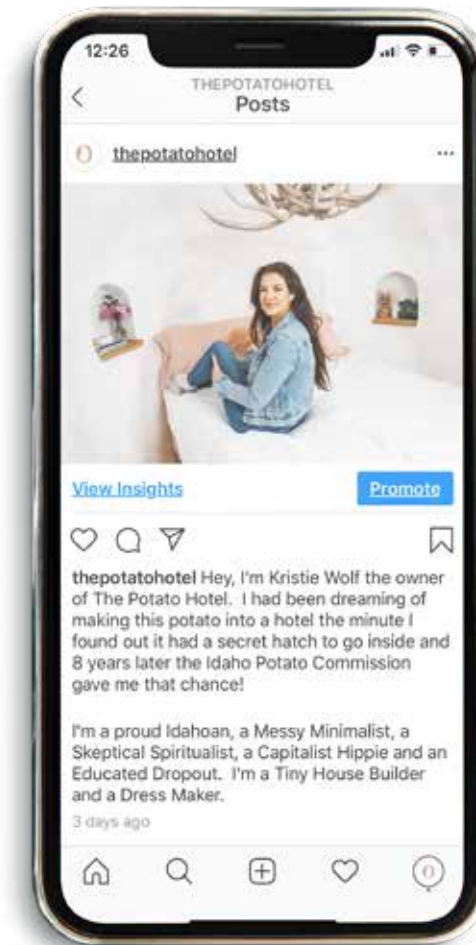 12:26
THEPOTATOHOTEL
Posts
thepotatohotel
View Insights
Promote
thepotatohotel Hey, I'm Kristie Wolf the owner
of The Potato Hotel.  I had been dreaming of
making this potato into a hotel the minute I
found out it had a secret hatch to go inside and
8 years later the Idaho Potato Commission
gave me that chance!
I'm a proud Idahoan, a Messy Minimalist, a
Skeptical Spiritualist, a Capitalist Hippie and an
Educated Dropout.  I'm a Tiny House Builder
and a Dress Maker.
3 days ago